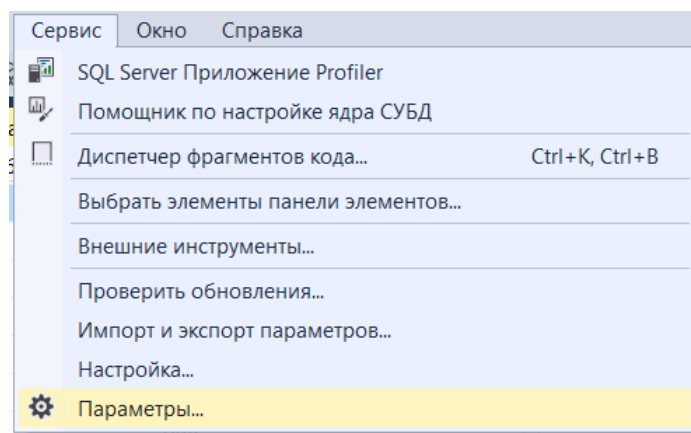 Сервис Окно Справка
SQL Server Приложение Profiler
Помощник по настройке ядра СУБД
Диспетчер фрагментов кода... Ctrl+K, Ctrl+B
Выбрать элементы панели элементов...
Внешние инструменты...
Проверить обновления...
Импорт и экспорт параметров...
Настройка...
Параметры...